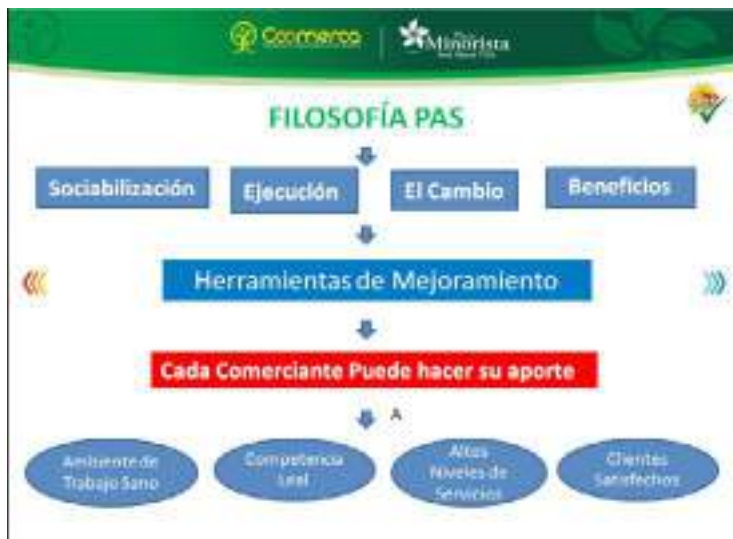 Coomerca
Minorista
FILOSOFÍA PAS
Sociabilización
Ejecución
El Cambio
Beneficios
Herramientas de Mejoramiento
Cada Comerciante Puede hacer su aporte
A
Ambiente de
Trabajo Sano
Competencia
Leal
Altos
Niveles de
Servicios
Clientes
Satisfechos